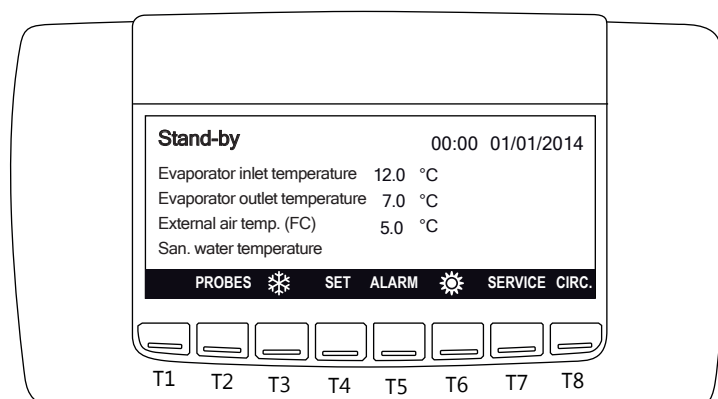 Stand-by 00:00 01/01/2014
Evaporator inlet temperature 12.0 °C
Evaporator outlet temperature 7.0 °C
External air temp. (FC) 5.0 °C
San. water temperature
PROBES SET ALARM SERVICE CIRC.
T1 T2 T3 T4 T5 T6 T7 T8